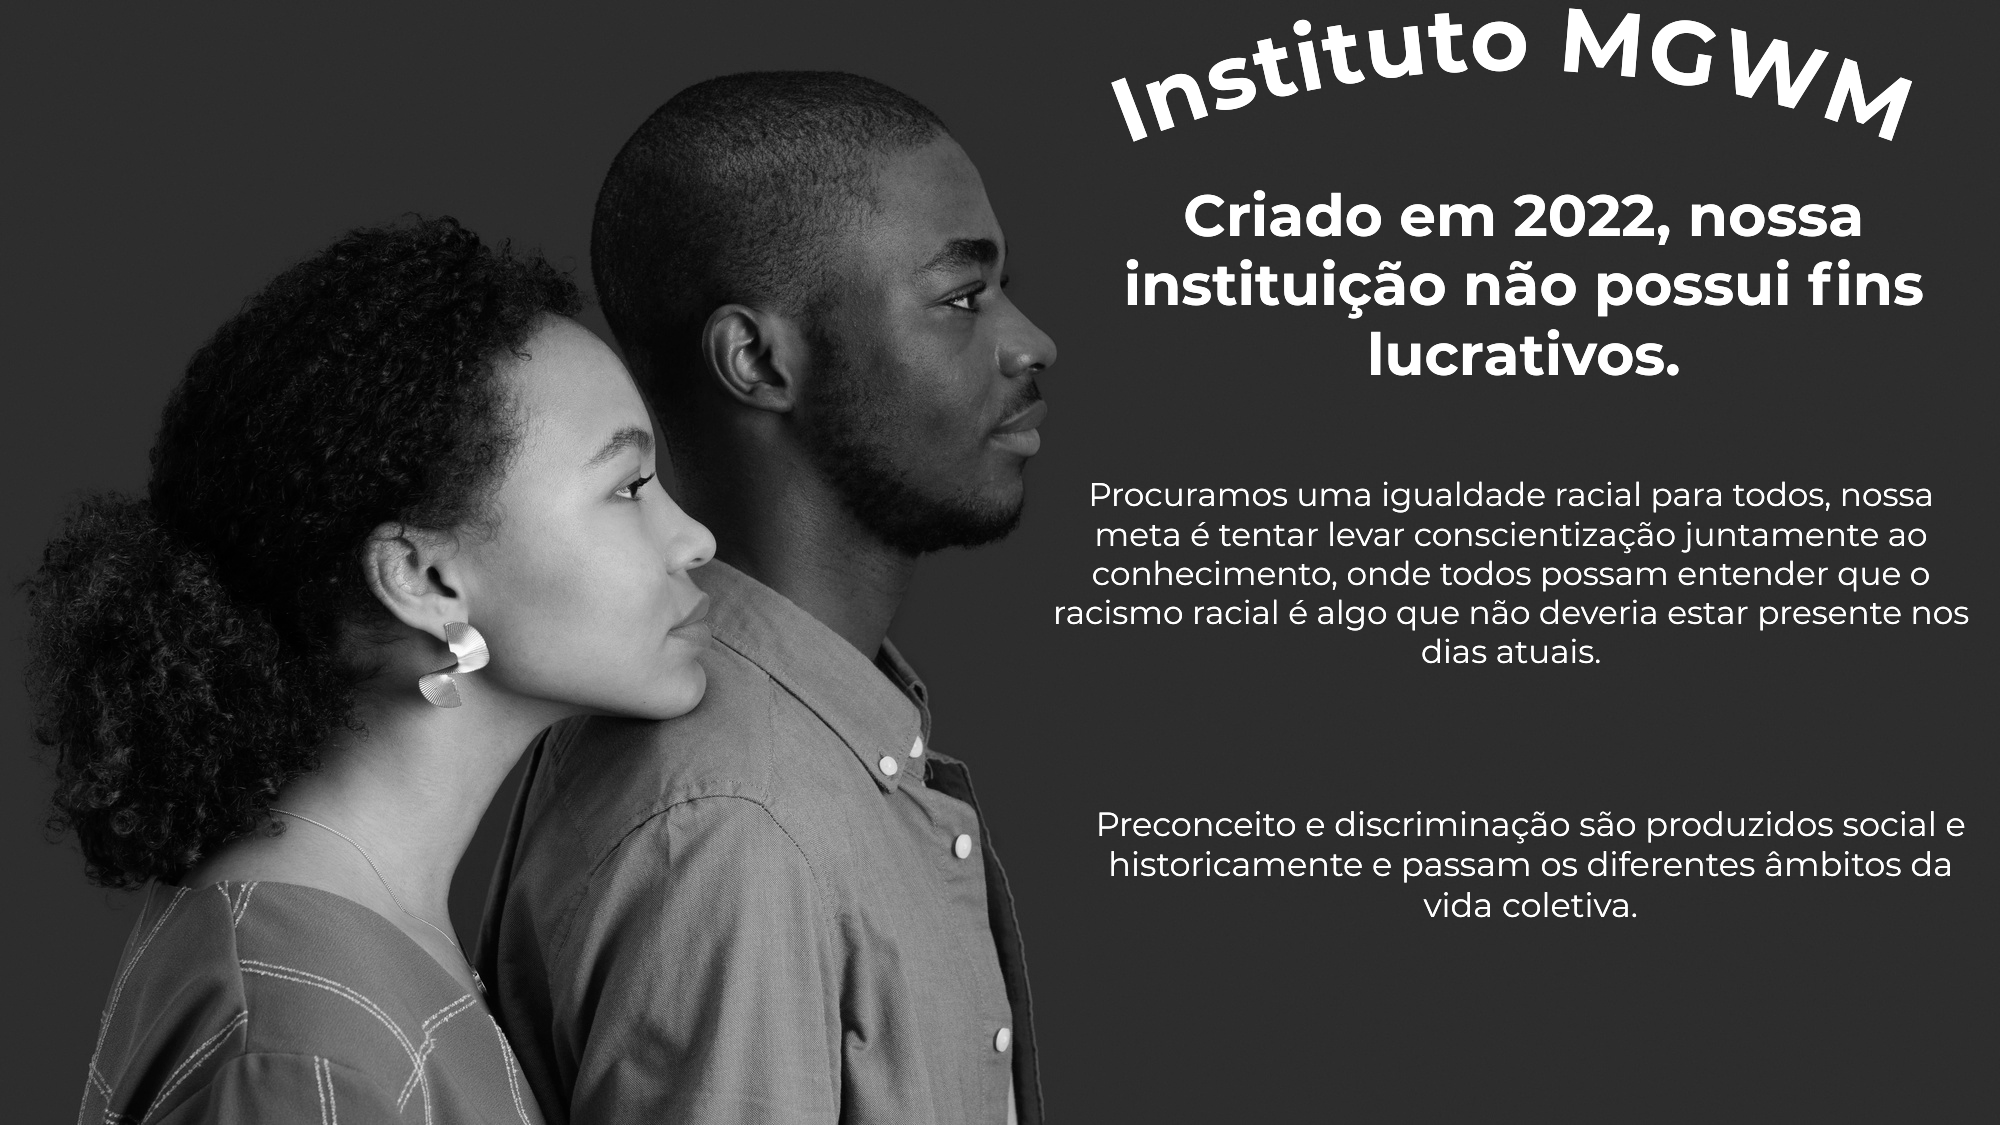 Instituto MGWM
Criado em 2022, nossa
instituição não possui fins
lucrativos.
Procuramos uma igualdade racial para todos, nossa
meta é tentar levar conscientização juntamente ao
conhecimento, onde todos possam entender que o
racismo racial é algo que não deveria estar presente nos
dias atuais.
Preconceito e discriminação são produzidos social e
historicamente e passam os diferentes âmbitos da
vida coletiva.